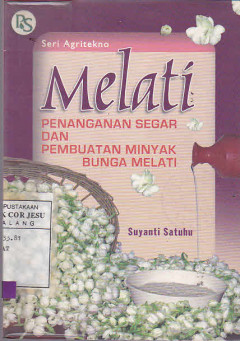 PS
Seri Agritekno
Melati
PENANGANAN SEGAR
DAN
PEMBUATAN MINYAK
BUNGA MELATI
PUSTAKAAN
K COR JESU
ALANG
Suyanti Satuhu